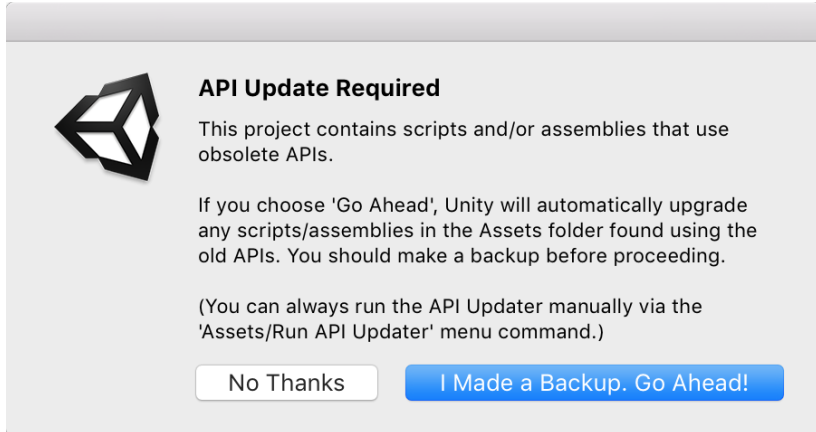 API Update Required
This project contains scripts and/or assemblies that use
obsolete APIs.
If you choose 'Go Ahead', Unity will automatically upgrade
any scripts/assemblies in the Assets folder found using the
old APIs. You should make a backup before proceeding.
(You can always run the API Updater manually via the
'Assets/Run API Updater' menu command.)
No Thanks
I Made a Backup. Go Ahead!